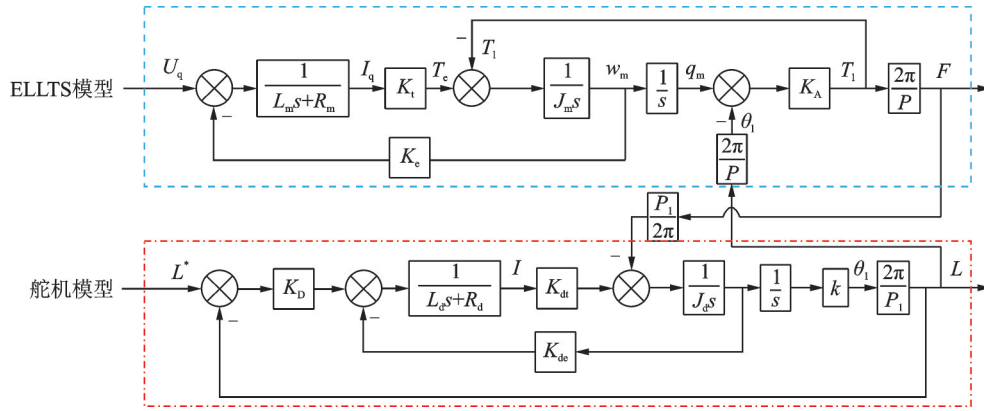 ELLTS模型
U_q
−
1/(L_m s+R_m)
I_q
K_t
T_e
−
T_l
1/(J_m s)
w_m
1/s
q_m
−
θ_l
K_A
T_l
2π/P
F
K_e
2π/P
P_1/2π
舵机模型
L*
−
K_D
−
1/(L_d s+R_d)
I
K_dt
−
1/(J_d s)
1/s
k
θ_l
2π/P_1
L
K_de